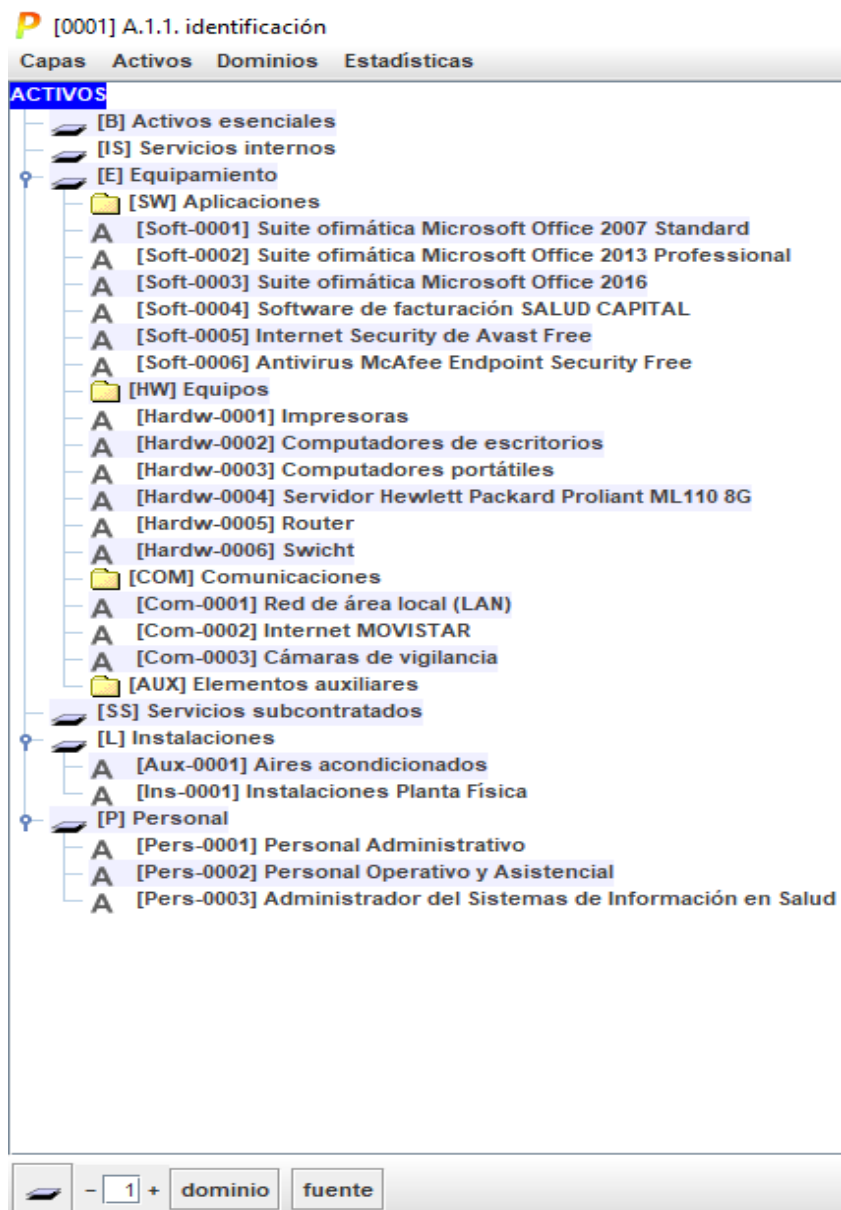 [0001] A.1.1. identificación
Capas Activos Dominios Estadísticas
ACTIVOS
[B] Activos esenciales
[IS] Servicios internos
[E] Equipamiento
[SW] Aplicaciones
A [Soft-0001] Suite ofimática Microsoft Office 2007 Standard
A [Soft-0002] Suite ofimática Microsoft Office 2013 Professional
A [Soft-0003] Suite ofimática Microsoft Office 2016
A [Soft-0004] Software de facturación SALUD CAPITAL
A [Soft-0005] Internet Security de Avast Free
A [Soft-0006] Antivirus McAfee Endpoint Security Free
[HW] Equipos
A [Hardw-0001] Impresoras
A [Hardw-0002] Computadores de escritorios
A [Hardw-0003] Computadores portátiles
A [Hardw-0004] Servidor Hewlett Packard Proliant ML110 8G
A [Hardw-0005] Router
A [Hardw-0006] Swicht
[COM] Comunicaciones
A [Com-0001] Red de área local (LAN)
A [Com-0002] Internet MOVISTAR
A [Com-0003] Cámaras de vigilancia
[AUX] Elementos auxiliares
[SS] Servicios subcontratados
[L] Instalaciones
A [Aux-0001] Aires acondicionados
A [Ins-0001] Instalaciones Planta Física
[P] Personal
A [Pers-0001] Personal Administrativo
A [Pers-0002] Personal Operativo y Asistencial
A [Pers-0003] Administrador del Sistemas de Información en Salud
- 1 + dominio fuente